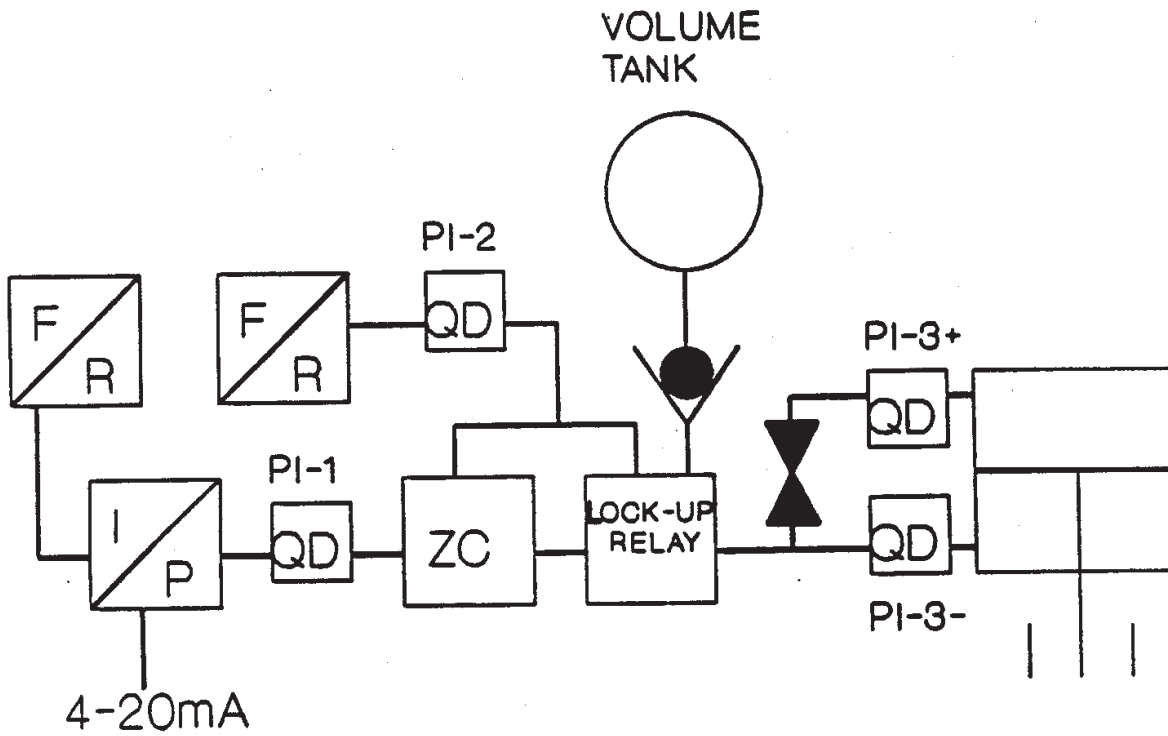 VOLUME
TANK
PI-2
F
R
F
R
QD
PI-3+
QD
PI-1
I
P
QD
ZC
LOCK-UP
RELAY
QD
PI-3-
4-20mA